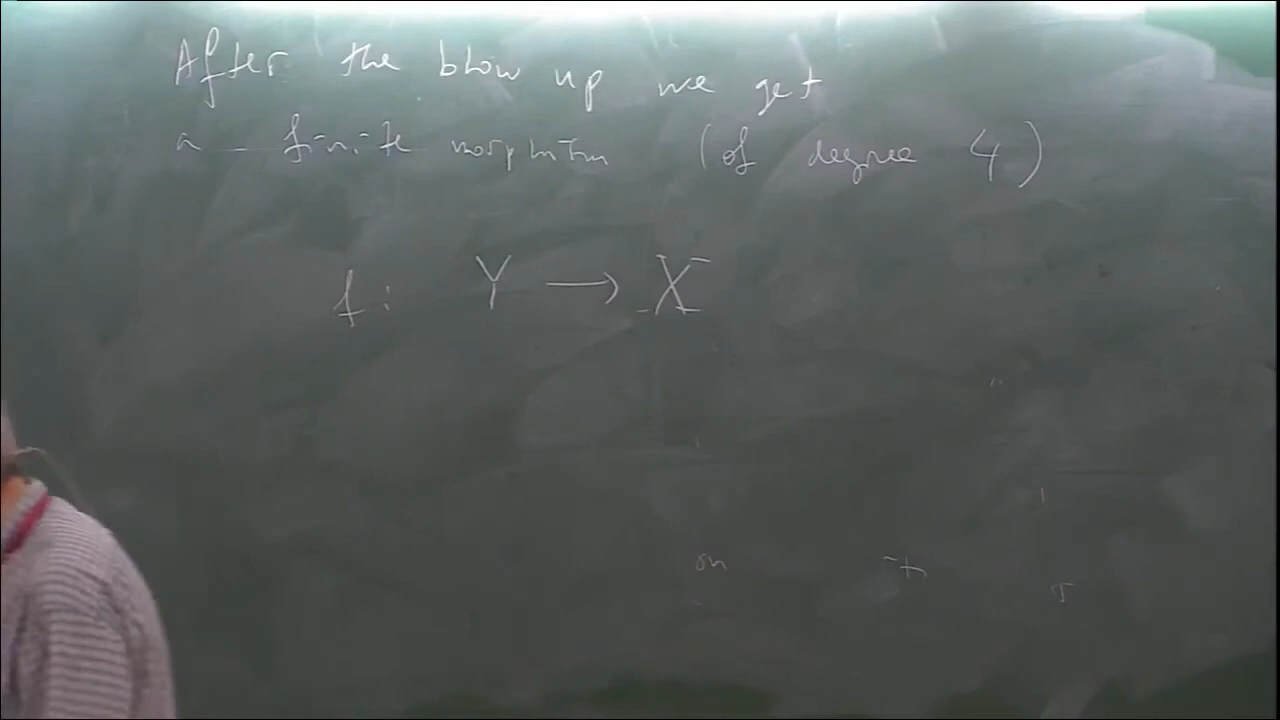 After the blow up we get
a finite morphism (of degree 4)
f: Y → X